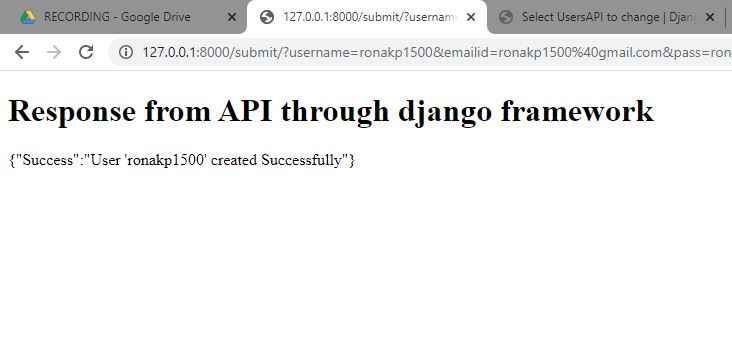 RECORDING - Google Drive
127.0.0.1:8000/submit/?username
Select UsersAPI to change | Djan
127.0.0.1:8000/submit/?username=ronakp1500&emailid=ronakp1500%40gmail.com&pass=ron
Response from API through django framework
{"Success":"User 'ronakp1500' created Successfully"}